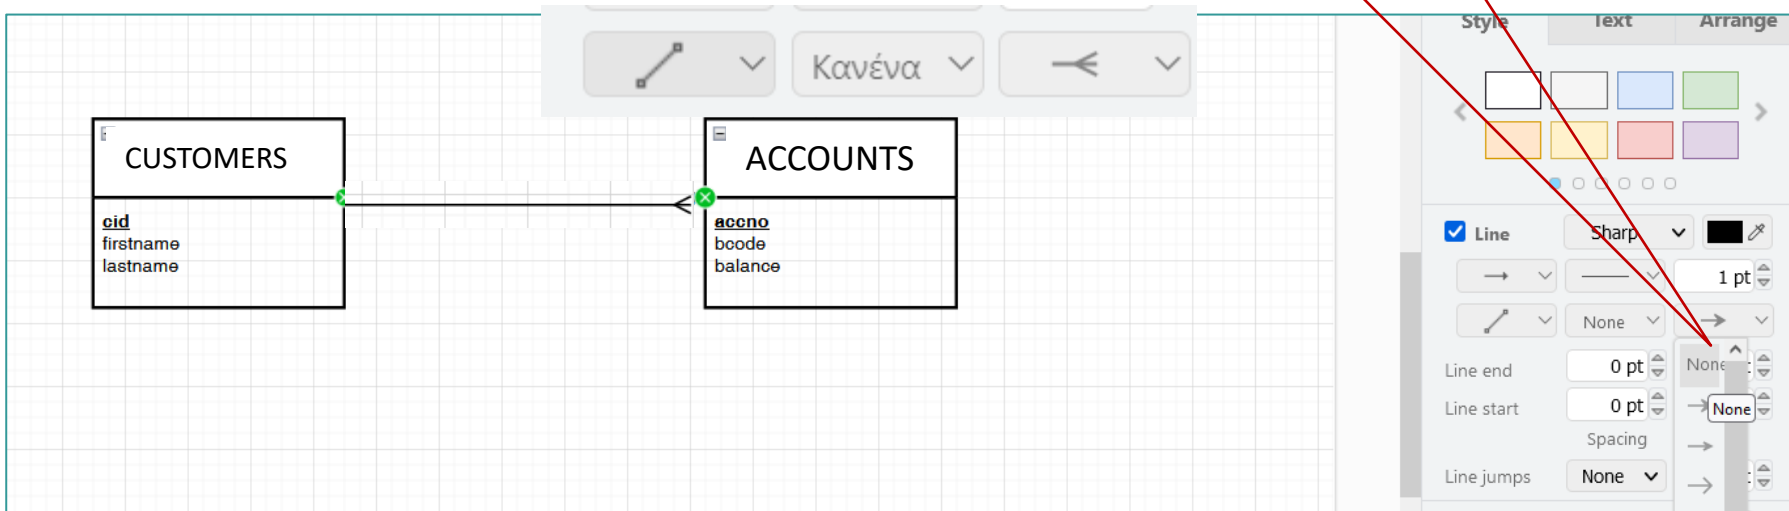 Style Text Arrange
Κανένα
CUSTOMERS
ACCOUNTS
cid
firstname
lastname
accno
bcode
balance
Line Sharp
1 pt
None
Line end 0 pt None
Line start 0 pt None
Spacing
Line jumps None